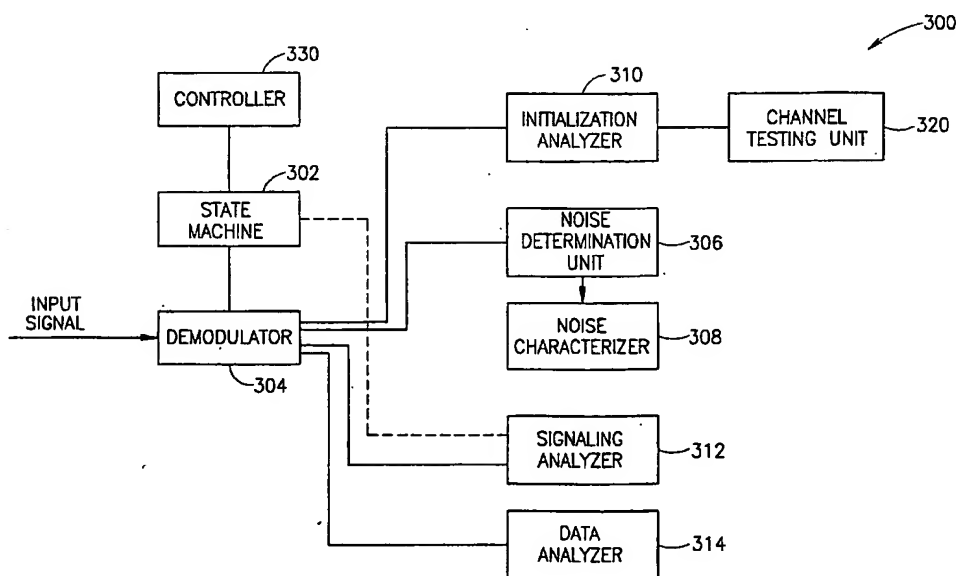 300
330
CONTROLLER
310
INITIALIZATION
ANALYZER
CHANNEL
TESTING UNIT
320
302
STATE
MACHINE
NOISE
DETERMINATION
UNIT
306
INPUT
SIGNAL
DEMODULATOR
304
NOISE
CHARACTERIZER
308
SIGNALING
ANALYZER
312
DATA
ANALYZER
314